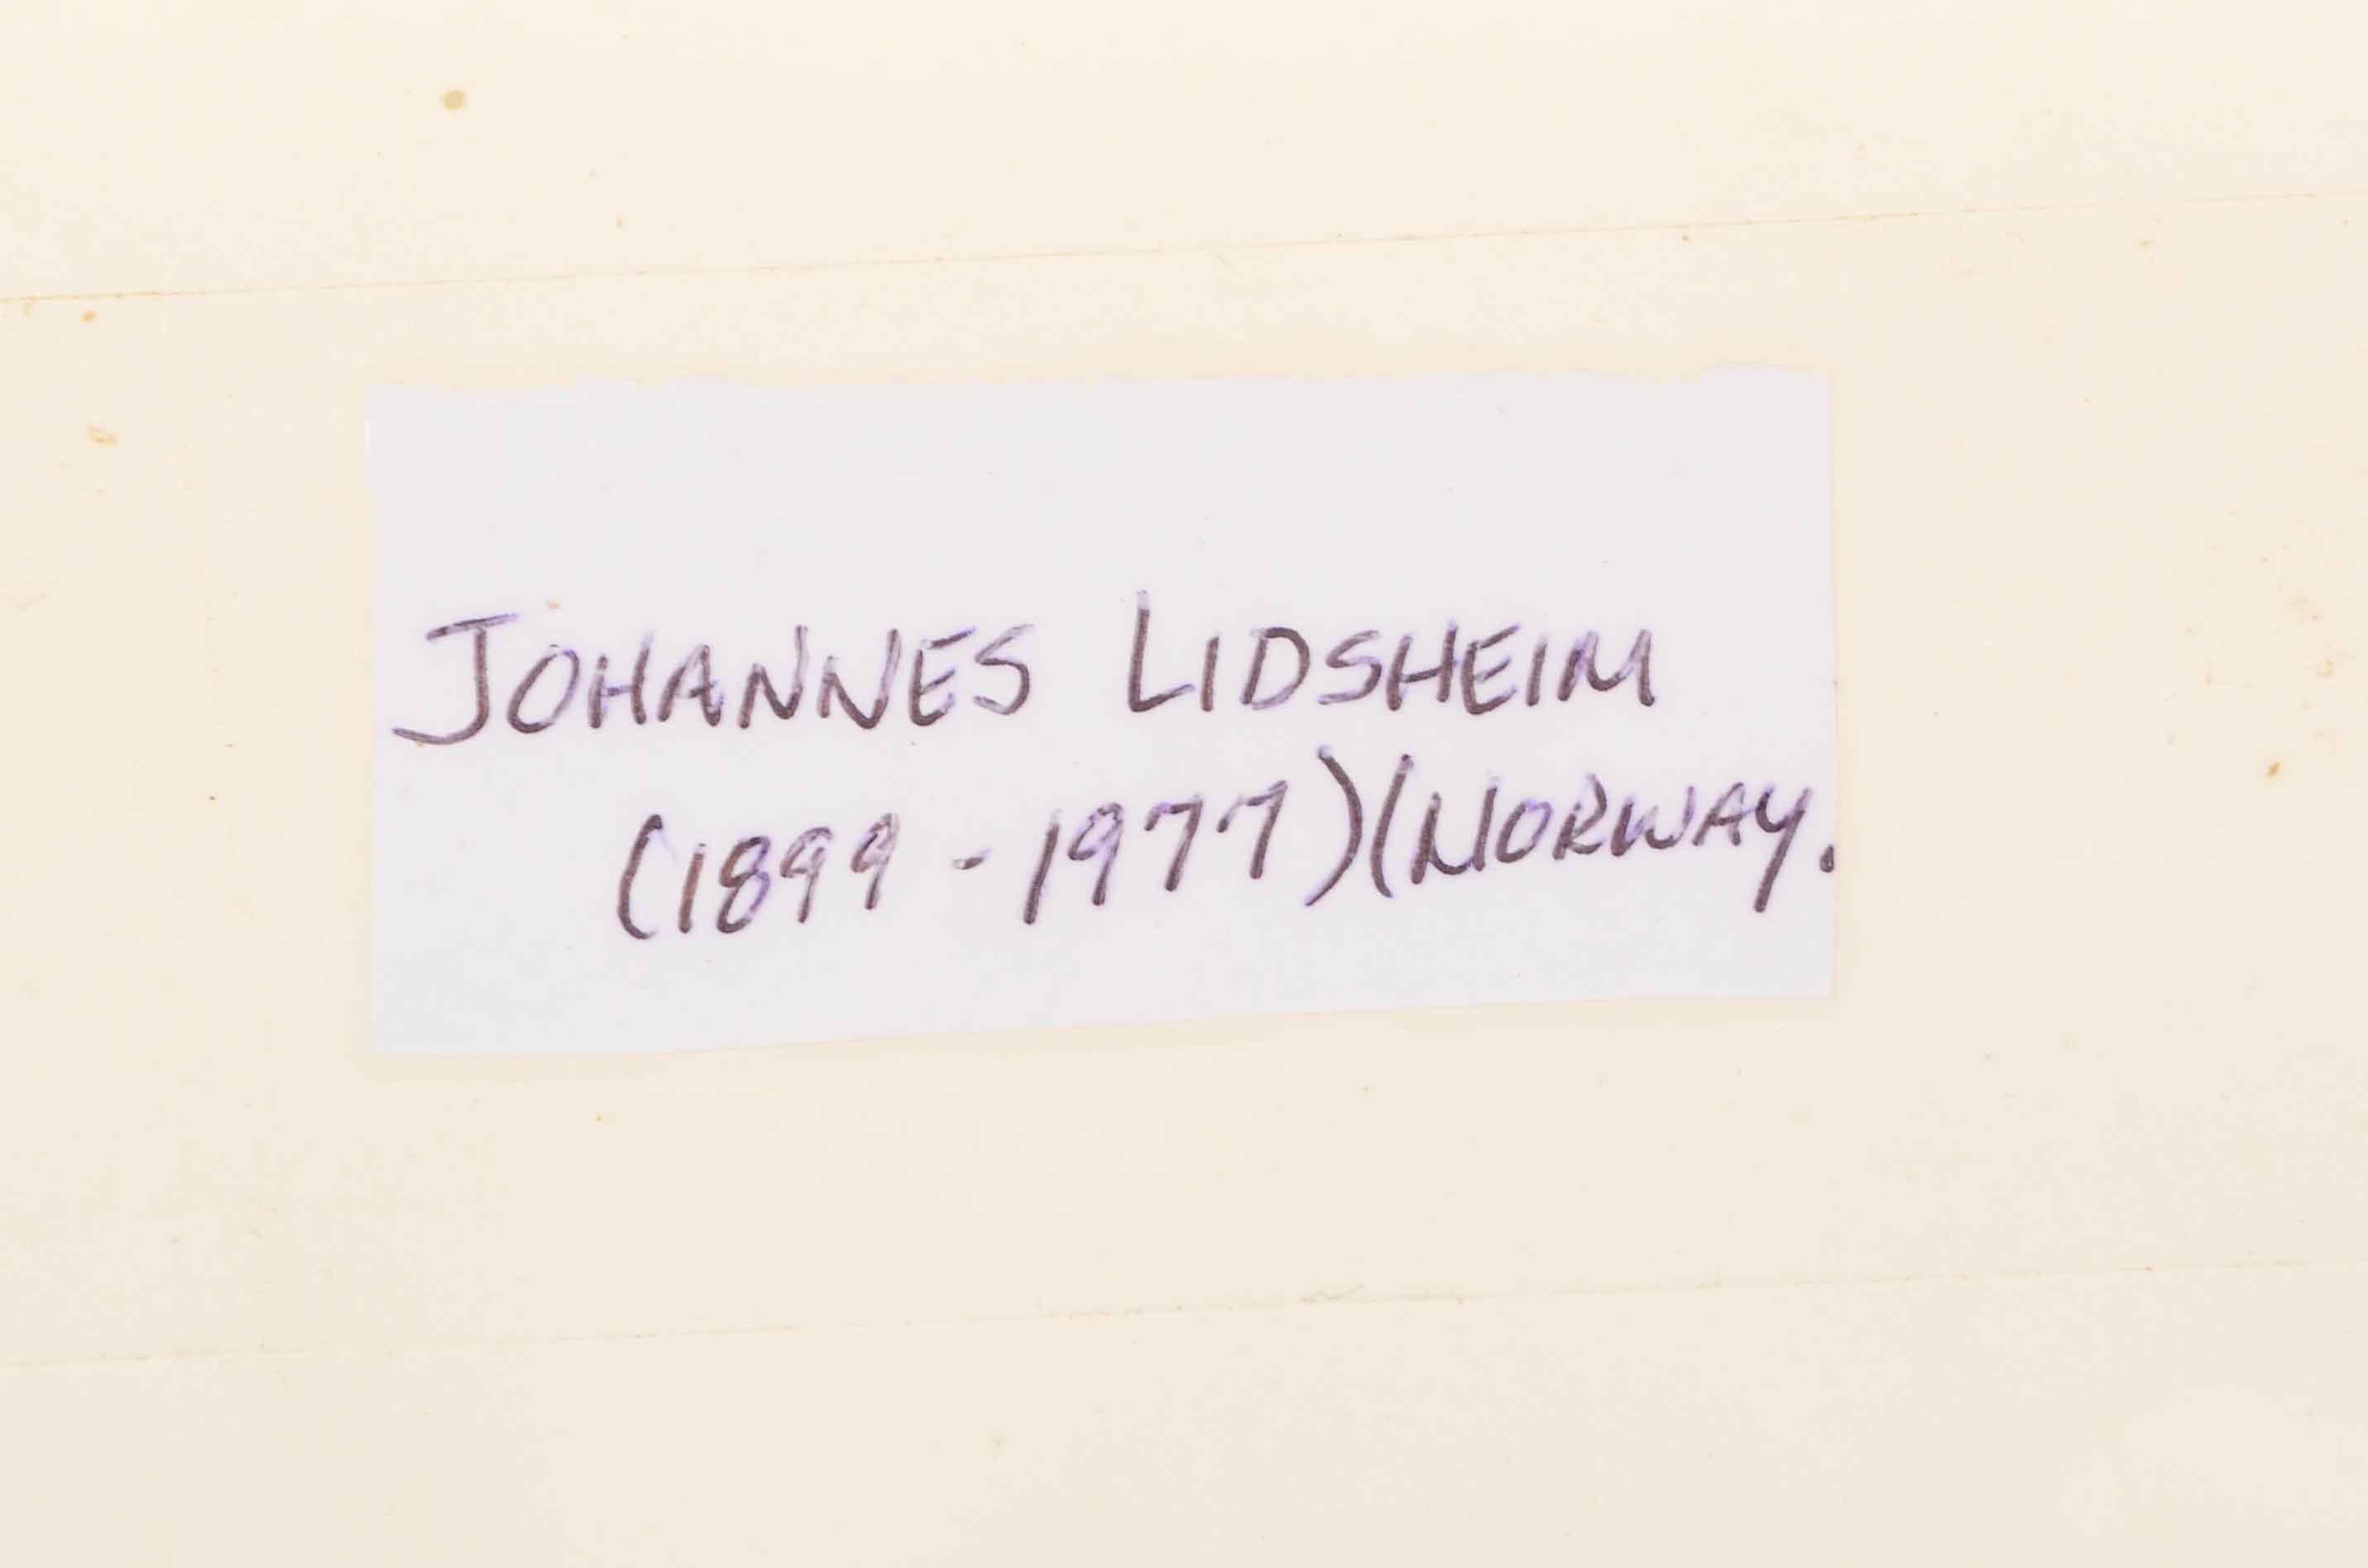 JOHANNES LIDSHEIM
(1899-1977)(NORWAY.